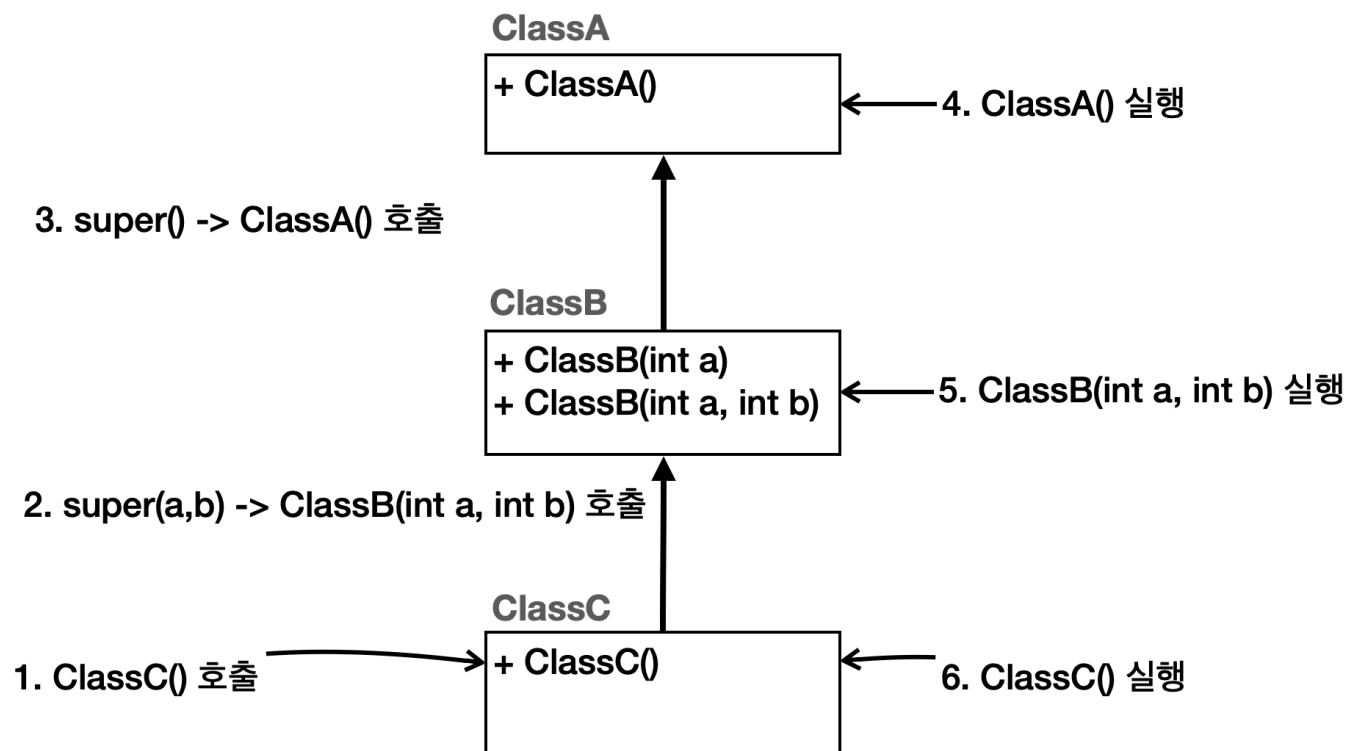 ClassA
+ ClassA()
4. ClassA() 실행
3. super() -> ClassA() 호출
ClassB
+ ClassB(int a)
+ ClassB(int a, int b)
5. ClassB(int a, int b) 실행
2. super(a,b) -> ClassB(int a, int b) 호출
ClassC
+ ClassC()
1. ClassC() 호출
6. ClassC() 실행